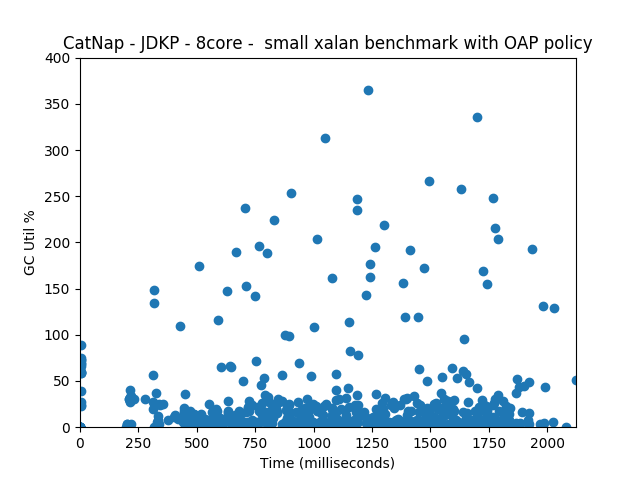 CatNap - JDKP - 8core -  small xalan benchmark with OAP policy
400
350
300
250
200
150
100
50
0
GC Util %
0 250 500 750 1000 1250 1500 1750 2000
Time (milliseconds)